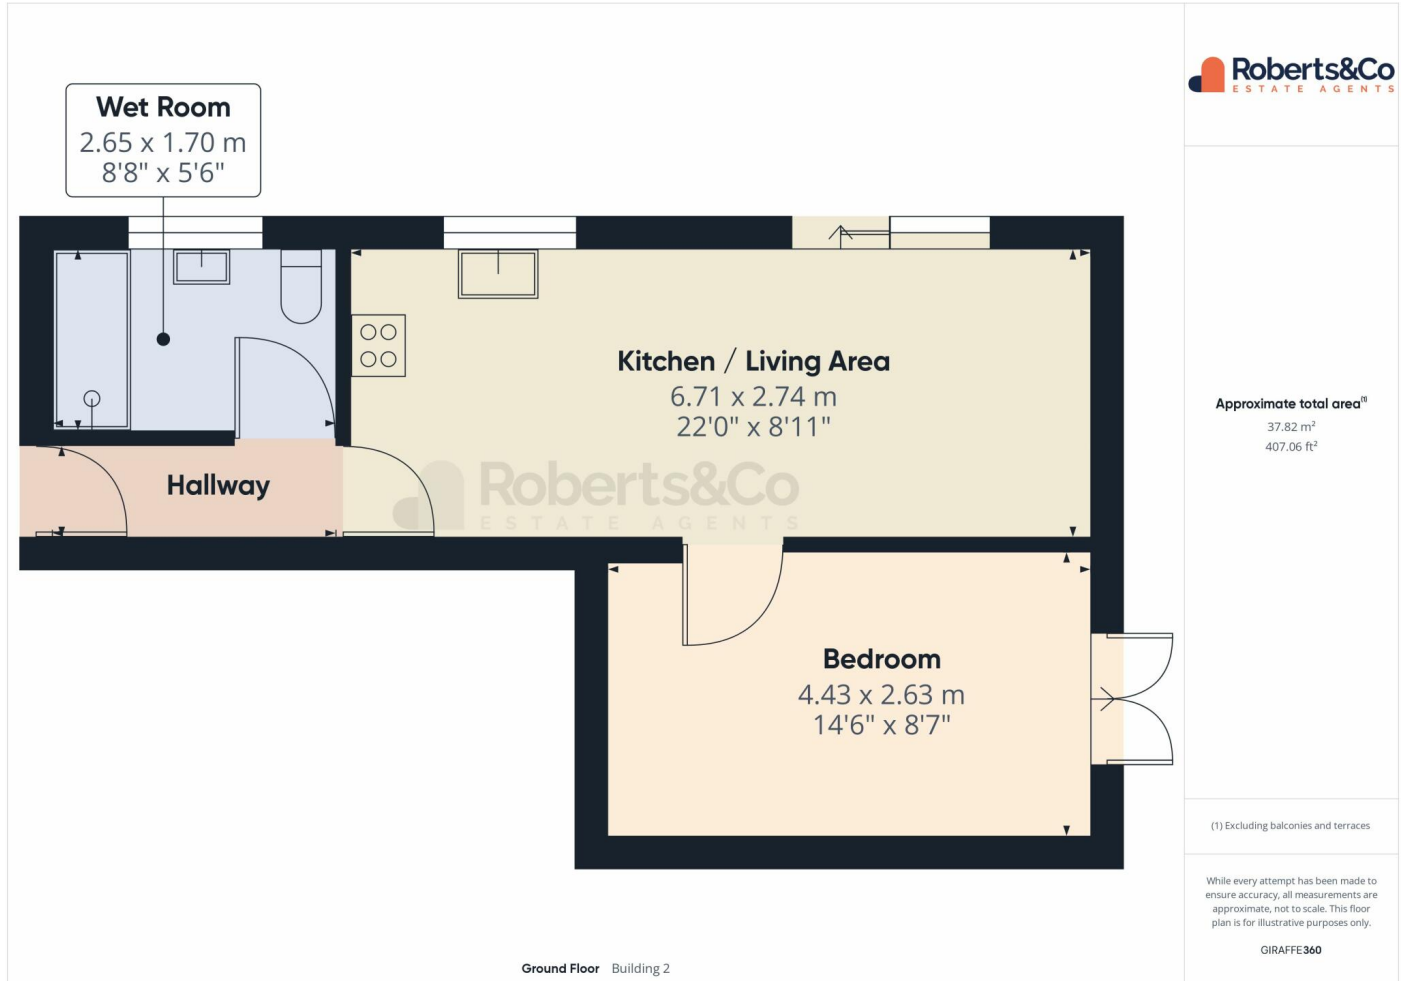 Wet Room
2.65 x 1.70 m
8'8" x 5'6"
Kitchen / Living Area
6.71 x 2.74 m
22'0" x 8'11"
Hallway
Roberts&Co
ESTATE AGENTS
Bedroom
4.43 x 2.63 m
14'6" x 8'7"
Ground Floor Building 2
Roberts&Co
ESTATE AGENTS
Approximate total area⁽¹⁾
37.82 m²
407.06 ft²
(1) Excluding balconies and terraces
While every attempt has been made to
ensure accuracy, all measurements are
approximate, not to scale. This floor
plan is for illustrative purposes only.
GIRAFFE360